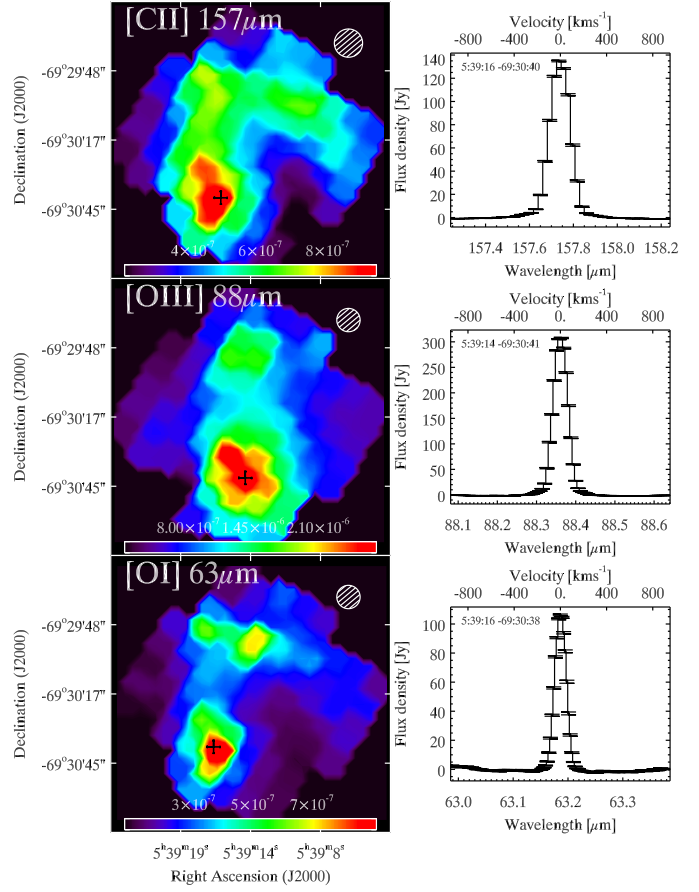 [CII] 157μm
Declination (J2000)
-69°29'48"
-69°30'17"
-69°30'45"
4×10⁻⁷ 6×10⁻⁷ 8×10⁻⁷
Velocity [kms⁻¹]
-800 -400 0 400 800
5:39:16 -69:30:40
Flux density [Jy]
140
120
100
80
60
40
20
0
157.4 157.6 157.8 158.0 158.2
Wavelength [μm]
[OIII] 88μm
Declination (J2000)
-69°29'48"
-69°30'17"
-69°30'45"
8.00×10⁻⁷ 1.45×10⁻⁶ 2.10×10⁻⁶
Velocity [kms⁻¹]
-800 -400 0 400 800
5:39:14 -69:30:41
Flux density [Jy]
300
250
200
150
100
50
0
88.1 88.2 88.3 88.4 88.5 88.6
Wavelength [μm]
[OI] 63μm
Declination (J2000)
-69°29'48"
-69°30'17"
-69°30'45"
3×10⁻⁷ 5×10⁻⁷ 7×10⁻⁷
5ʰ39ᵐ19ˢ 5ʰ39ᵐ14ˢ 5ʰ39ᵐ8ˢ
Right Ascension (J2000)
Velocity [kms⁻¹]
-800 -400 0 400 800
5:39:16 -69:30:38
Flux density [Jy]
100
80
60
40
20
0
63.0 63.1 63.2 63.3
Wavelength [μm]